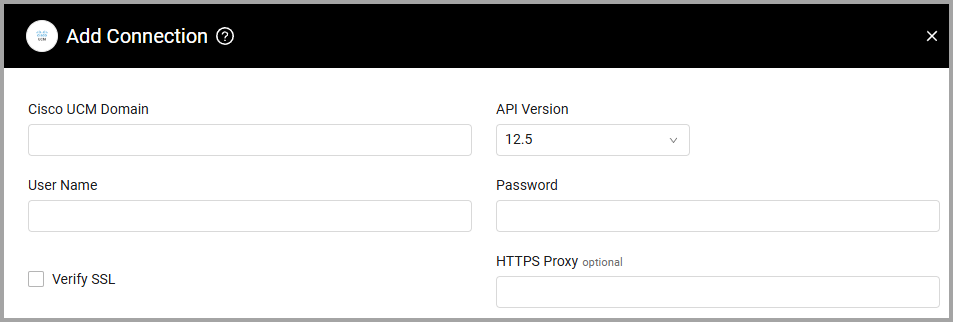 Add Connection ?
Cisco UCM Domain
API Version
12.5
User Name
Password
Verify SSL
HTTPS Proxy optional